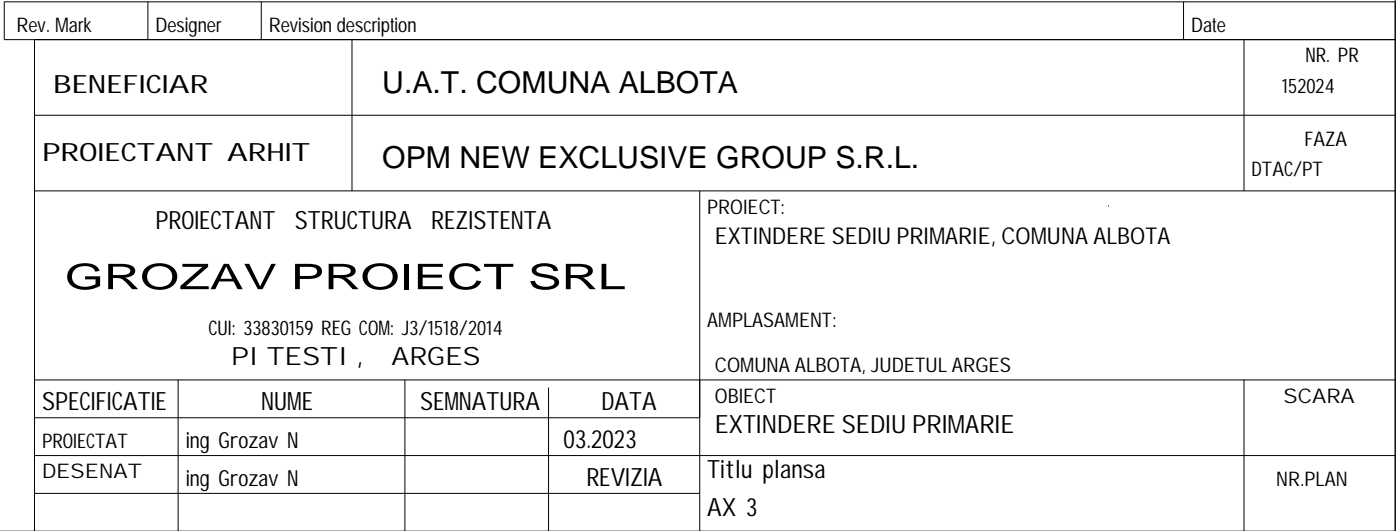 Rev. Mark Designer Revision description Date
BENEFICIAR U.A.T. COMUNA ALBOTA NR. PR
152024
PROIECTANT ARHIT OPM NEW EXCLUSIVE GROUP S.R.L. FAZA
DTAC/PT
PROIECTANT STRUCTURA REZISTENTA
GROZAV PROIECT SRL
CUI: 33830159 REG COM: J3/1518/2014
PI TESTI , ARGES
PROIECT:
EXTINDERE SEDIU PRIMARIE, COMUNA ALBOTA
AMPLASAMENT:
COMUNA ALBOTA, JUDETUL ARGES
SPECIFICATIE NUME SEMNATURA DATA
PROIECTAT ing Grozav N 03.2023
DESENAT ing Grozav N REVIZIA
OBIECT
EXTINDERE SEDIU PRIMARIE
SCARA
Titlu plansa
AX 3
NR.PLAN